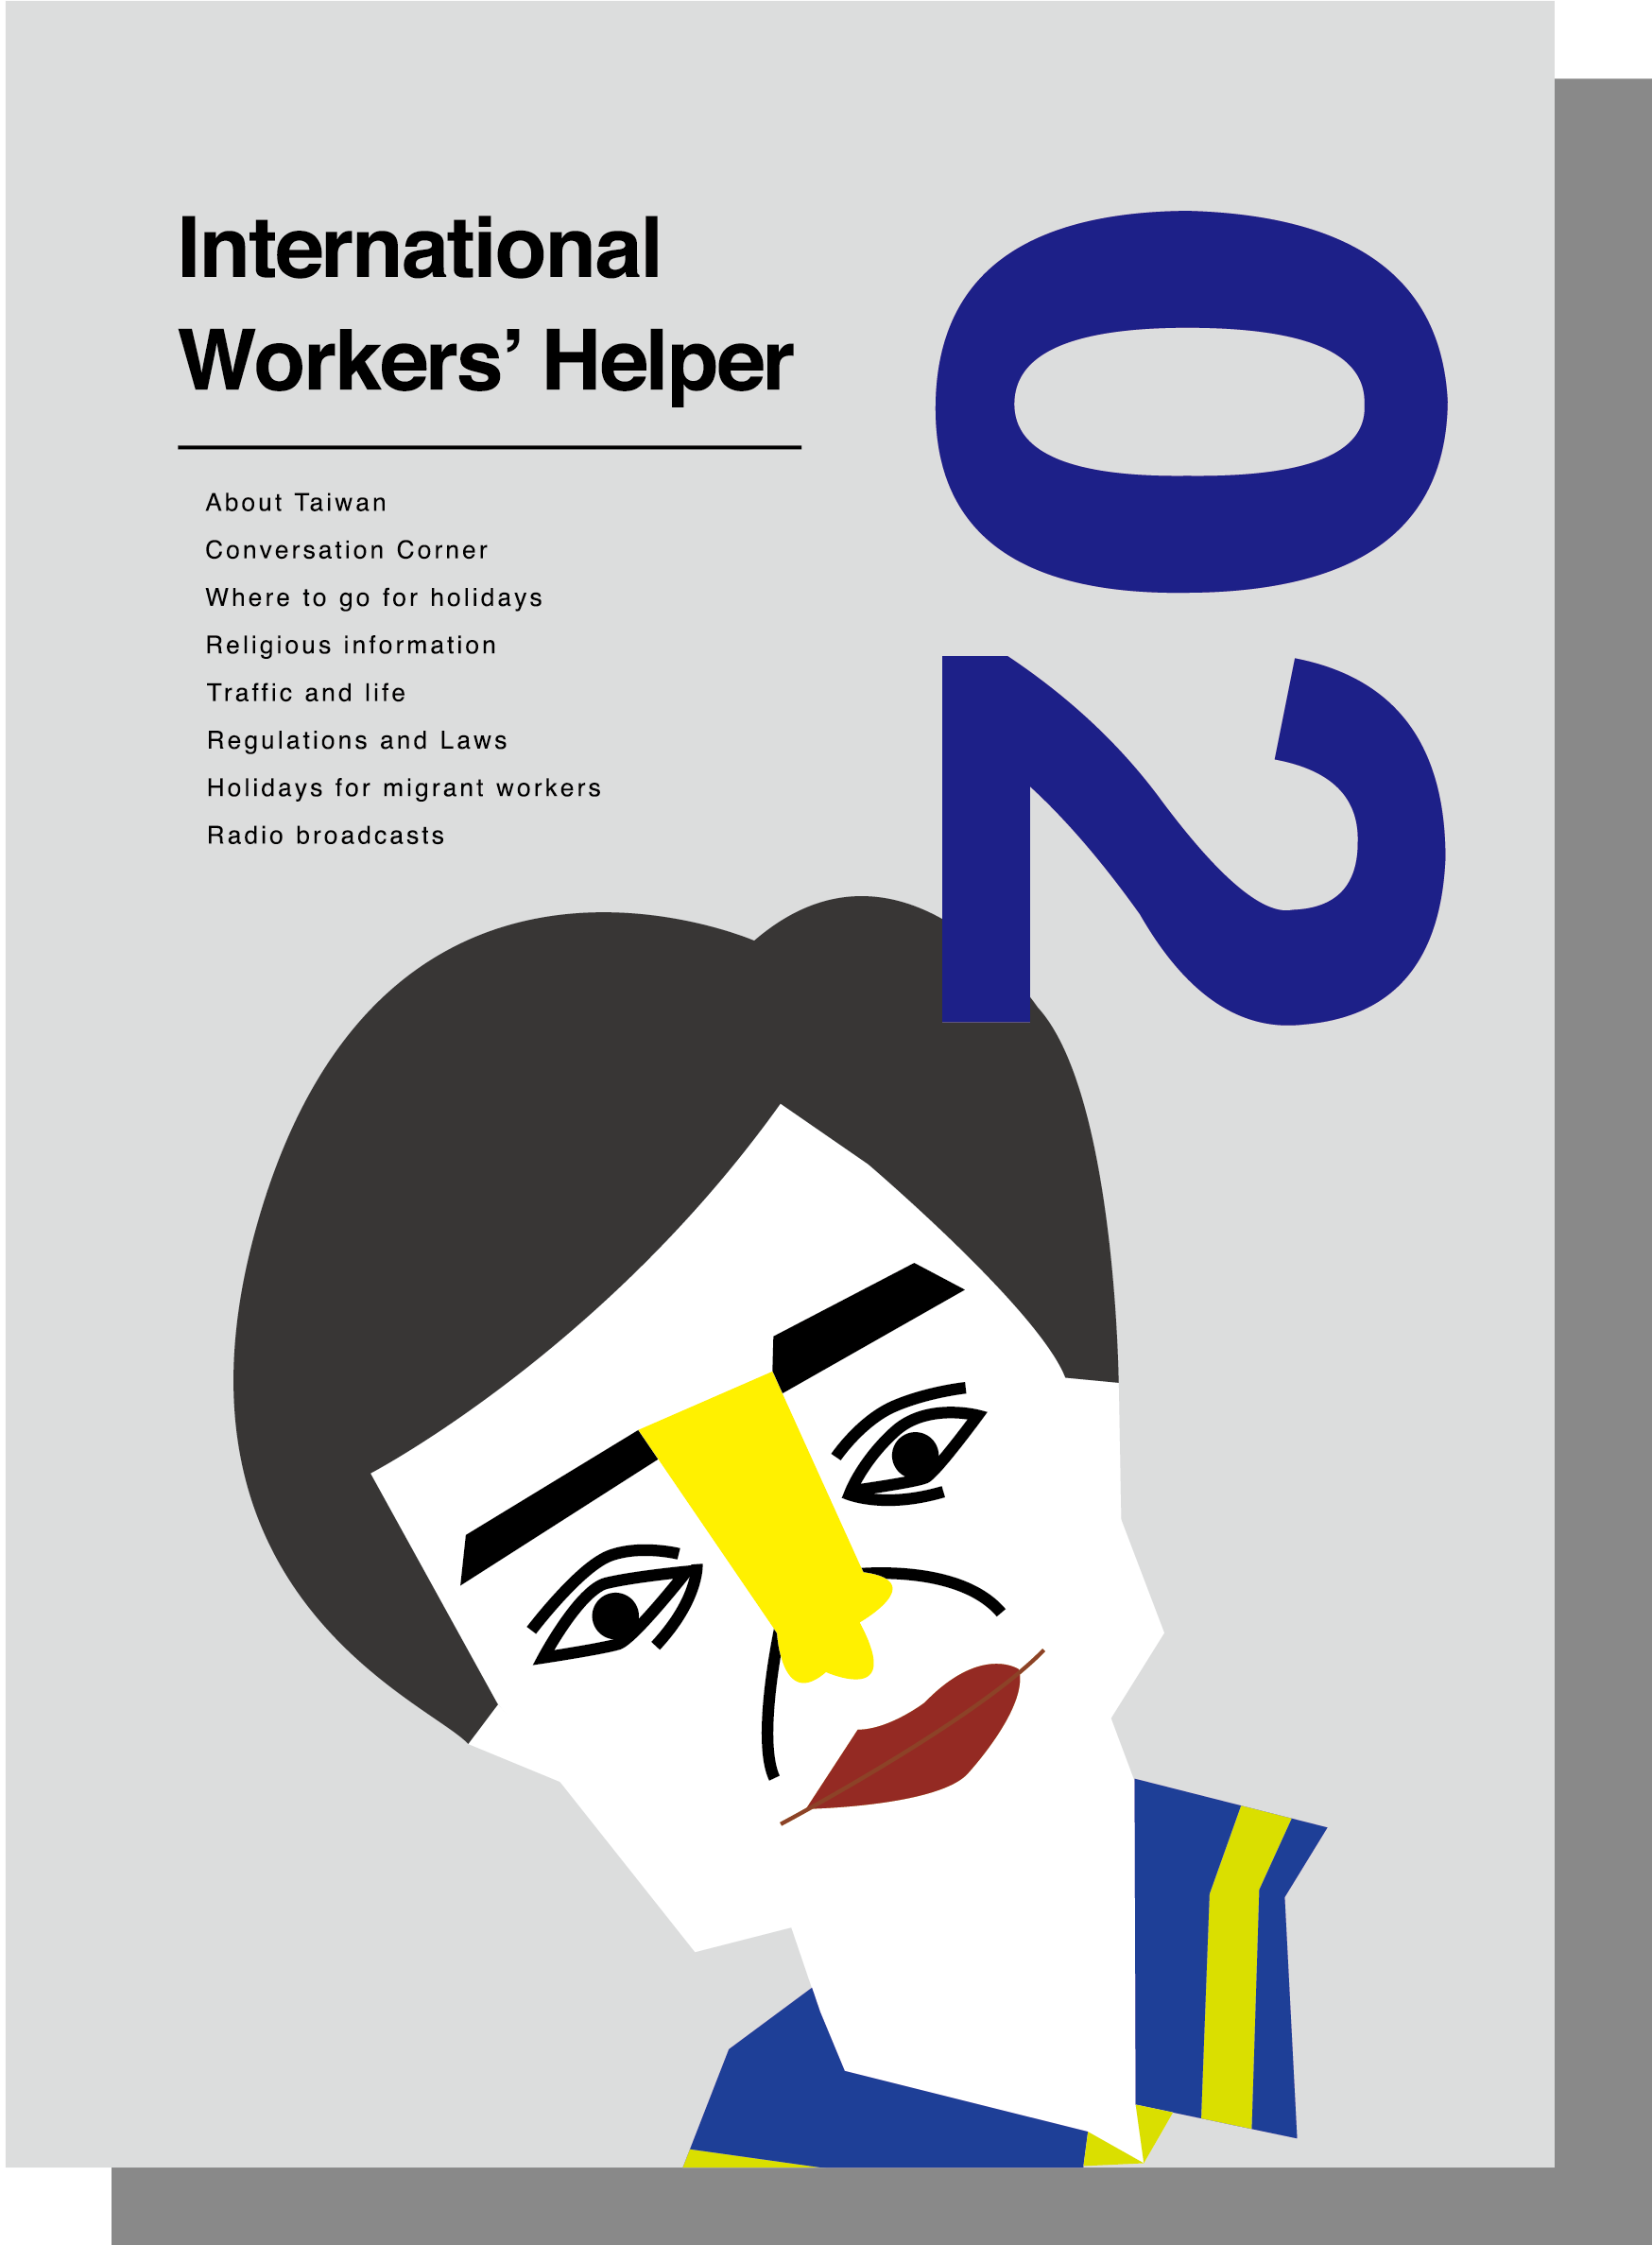 International
Workers’ Helper
02
About Taiwan
Conversation Corner
Where to go for holidays
Religious information
Traffic and life
Regulations and Laws
Holidays for migrant workers
Radio broadcasts